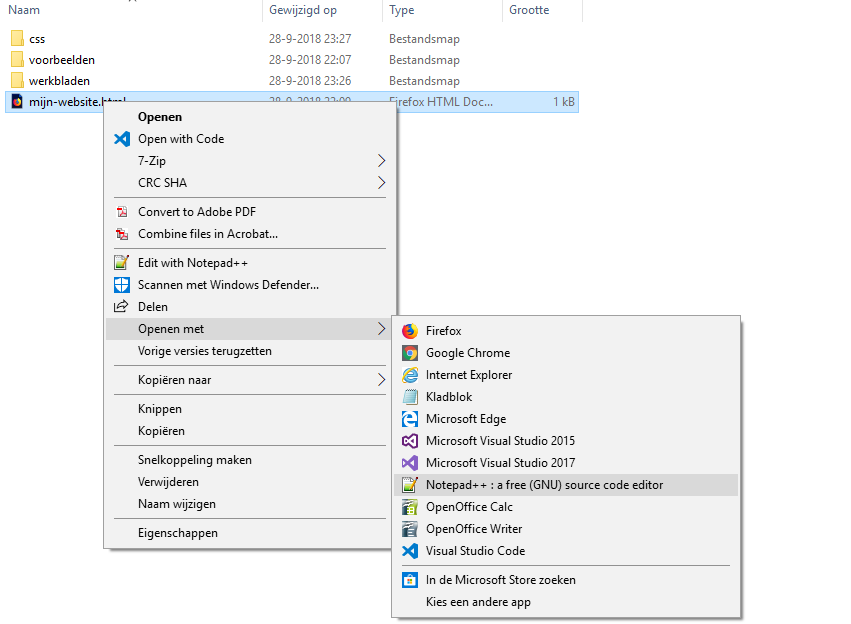 Naam Gewijzigd op Type Grootte
css 28-9-2018 23:27 Bestandsmap
voorbeelden 28-9-2018 22:07 Bestandsmap
werkbladen 28-9-2018 23:26 Bestandsmap
mijn-website.html 28-9-2018 22:00 Firefox HTML Doc... 1 kB
Openen
Open with Code
7-Zip
CRC SHA
Convert to Adobe PDF
Combine files in Acrobat...
Edit with Notepad++
Scannen met Windows Defender...
Delen
Openen met
Vorige versies terugzetten
Kopiëren naar
Knippen
Kopiëren
Snelkoppeling maken
Verwijderen
Naam wijzigen
Eigenschappen
Firefox
Google Chrome
Internet Explorer
Kladblok
Microsoft Edge
Microsoft Visual Studio 2015
Microsoft Visual Studio 2017
Notepad++ : a free (GNU) source code editor
OpenOffice Calc
OpenOffice Writer
Visual Studio Code
In de Microsoft Store zoeken
Kies een andere app